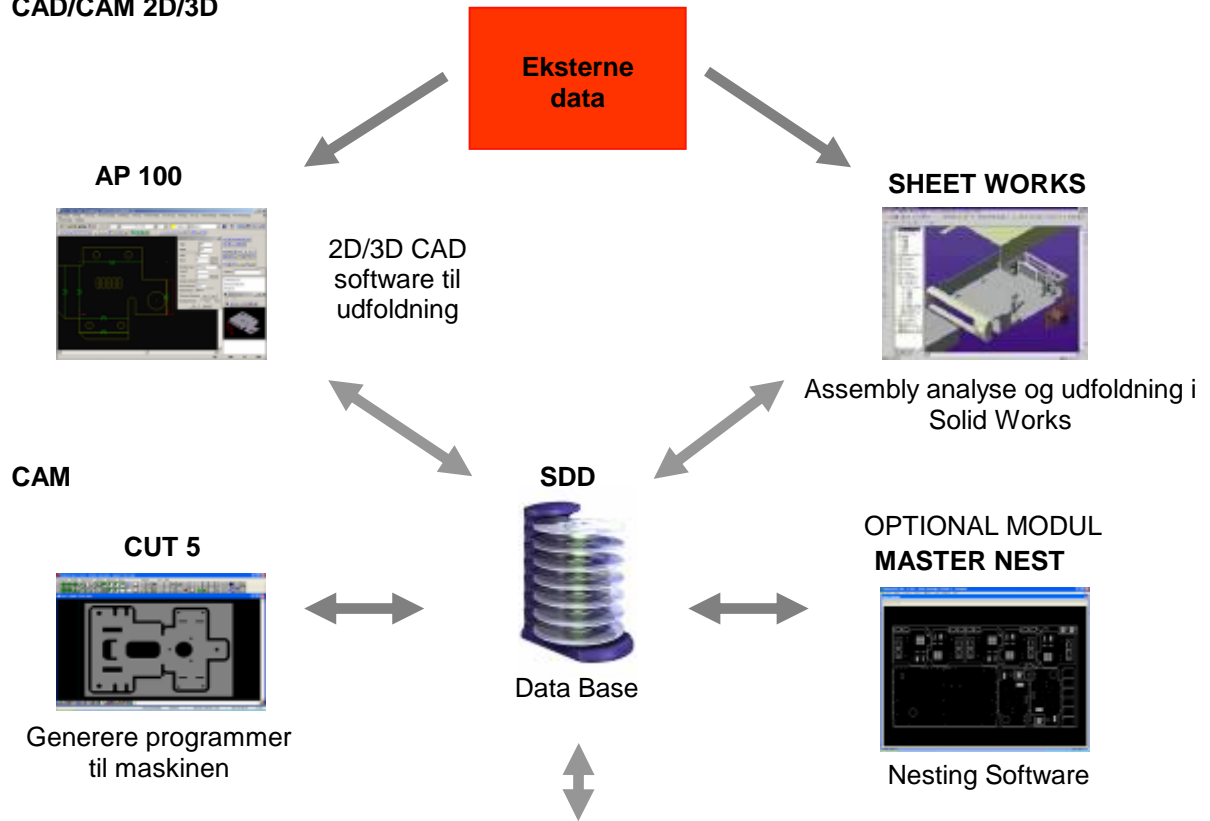 CAD/CAM 2D/3D
Eksterne
data
AP 100
SHEET WORKS
2D/3D CAD
software til
udfoldning
Assembly analyse og udfoldning i
Solid Works
CAM
SDD
OPTIONAL MODUL
CUT 5
MASTER NEST
Data Base
Generere programmer
til maskinen
Nesting Software